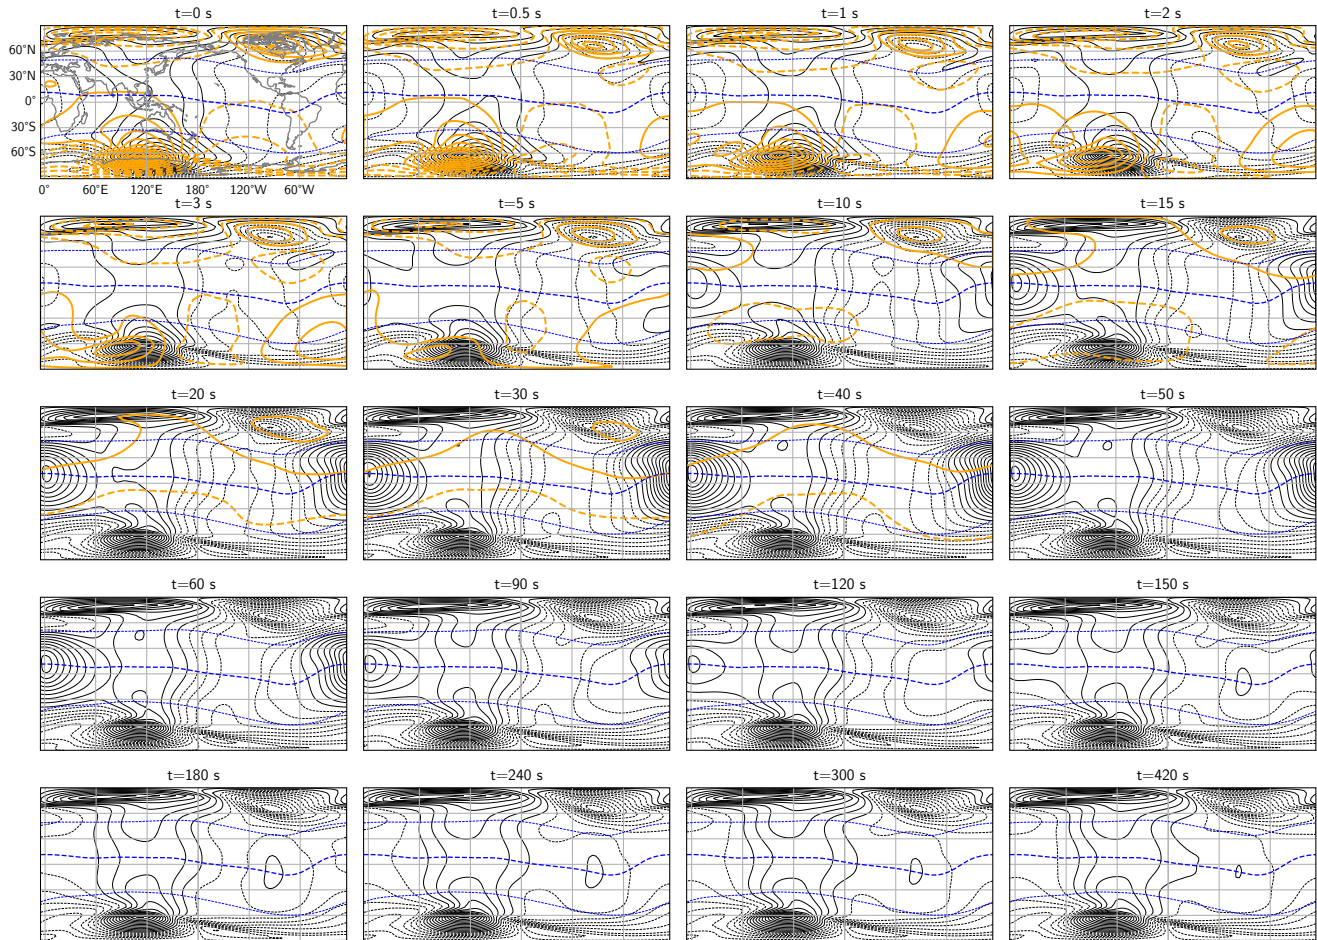 t=0 s t=0.5 s t=1 s t=2 s
60°N
30°N
0°
30°S
60°S
0° 60°E 120°E 180° 120°W 60°W
t=3 s t=5 s t=10 s t=15 s
t=20 s t=30 s t=40 s t=50 s
t=60 s t=90 s t=120 s t=150 s
t=180 s t=240 s t=300 s t=420 s